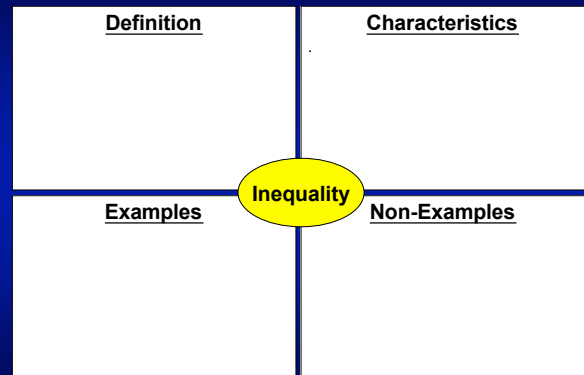 Definition
Characteristics
.
Inequality
Examples
Non-Examples